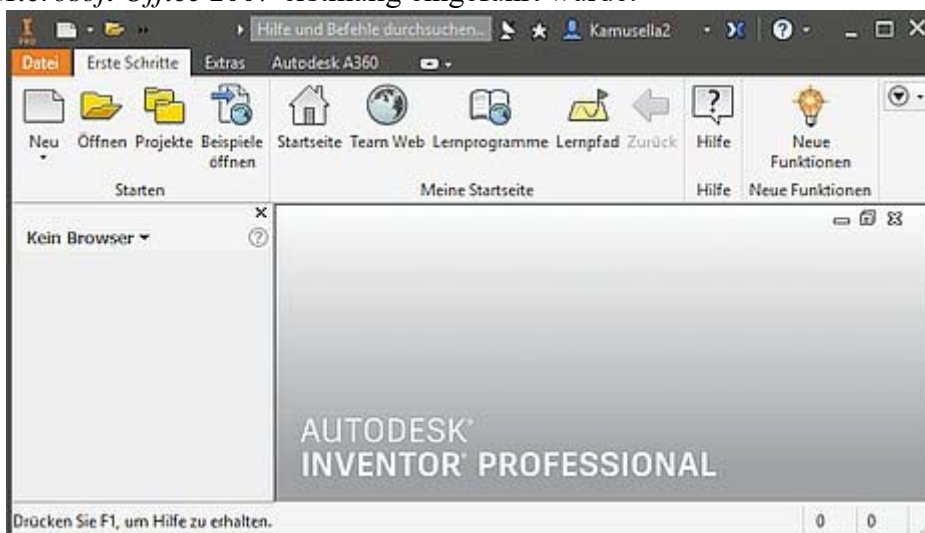 Microsoft Office 2007 erstmalig eingeführt wurde.
PRO
Hilfe und Befehle durchsuchen... Kamusella2
Datei Erste Schritte Extras Autodesk A360
Neu Öffnen Projekte Beispiele öffnen Startseite Team Web Lernprogramme Lernpfad Zurück Hilfe Neue Funktionen
Starten Meine Startseite Hilfe Neue Funktionen
Kein Browser
AUTODESK®
INVENTOR® PROFESSIONAL
Drücken Sie F1, um Hilfe zu erhalten. 0 0